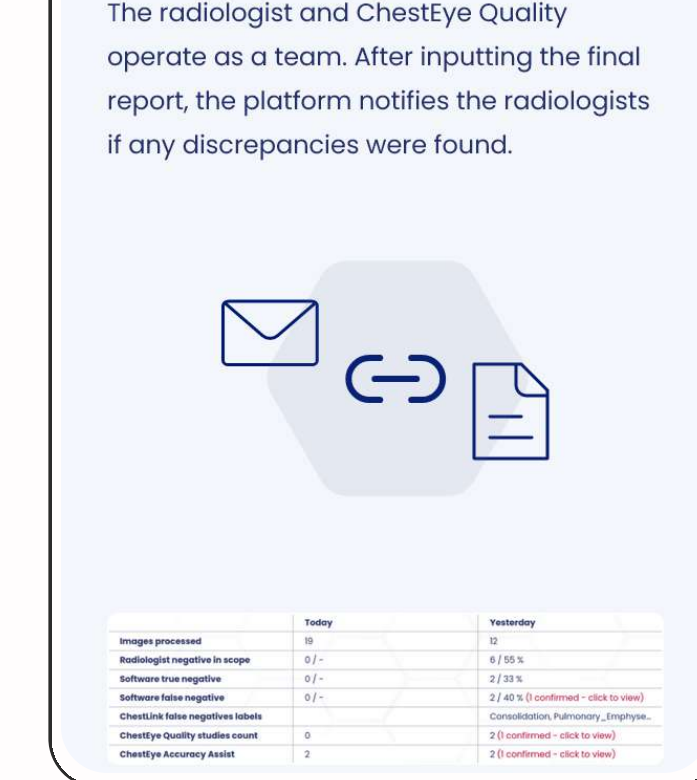 The radiologist and ChestEye Quality
operate as a team. After inputting the final
report, the platform notifies the radiologists
if any discrepancies were found.
Today Yesterday
Images processed 19 12
Radiologist negative in scope 0 / - 6 / 55 %
Software true negative 0 / - 2 / 33 %
Software false negative 0 / - 2 / 40 % (1 confirmed - click to view)
ChestLink false negatives labels Consolidation, Pulmonary_Emphyse...
ChestEye Quality studies count 0 2 (1 confirmed - click to view)
ChestEye Accuracy Assist 2 2 (1 confirmed - click to view)